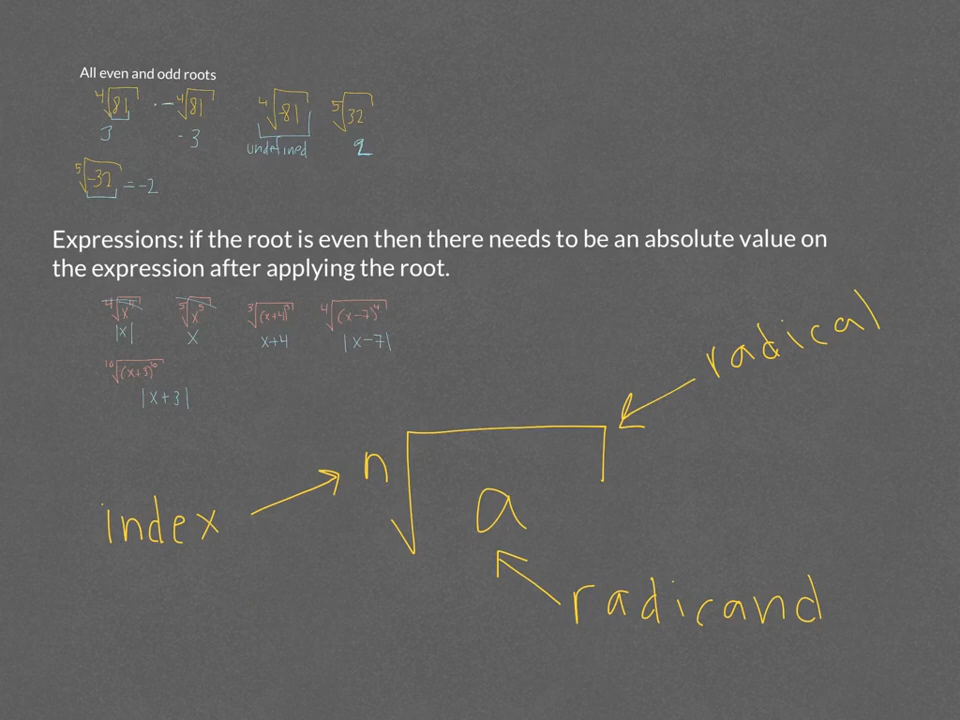 All even and odd roots
⁴√81 · -⁴√81 ⁴√-81 ⁵√32
3 -3 undefined 2
⁵√-32 = -2
Expressions: if the root is even then there needs to be an absolute value on
the expression after applying the root.
⁴√x⁴ ⁵√x⁵ ³√(x+4)³ ⁴√(x-7)⁴
|x| x x+4 |x-7|
¹⁰√(x+3)¹⁰
|x+3|
radical
n√a
index
radicand